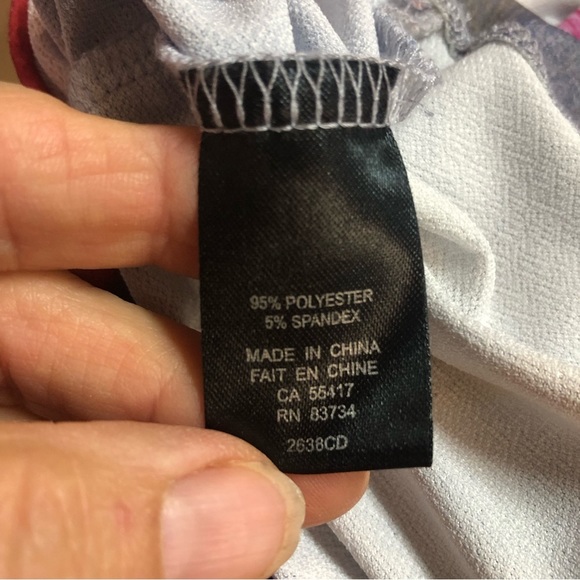 95% POLYESTER
5% SPANDEX
MADE IN CHINA
FAIT EN CHINE
CA 55417
RN 83734
2638CD